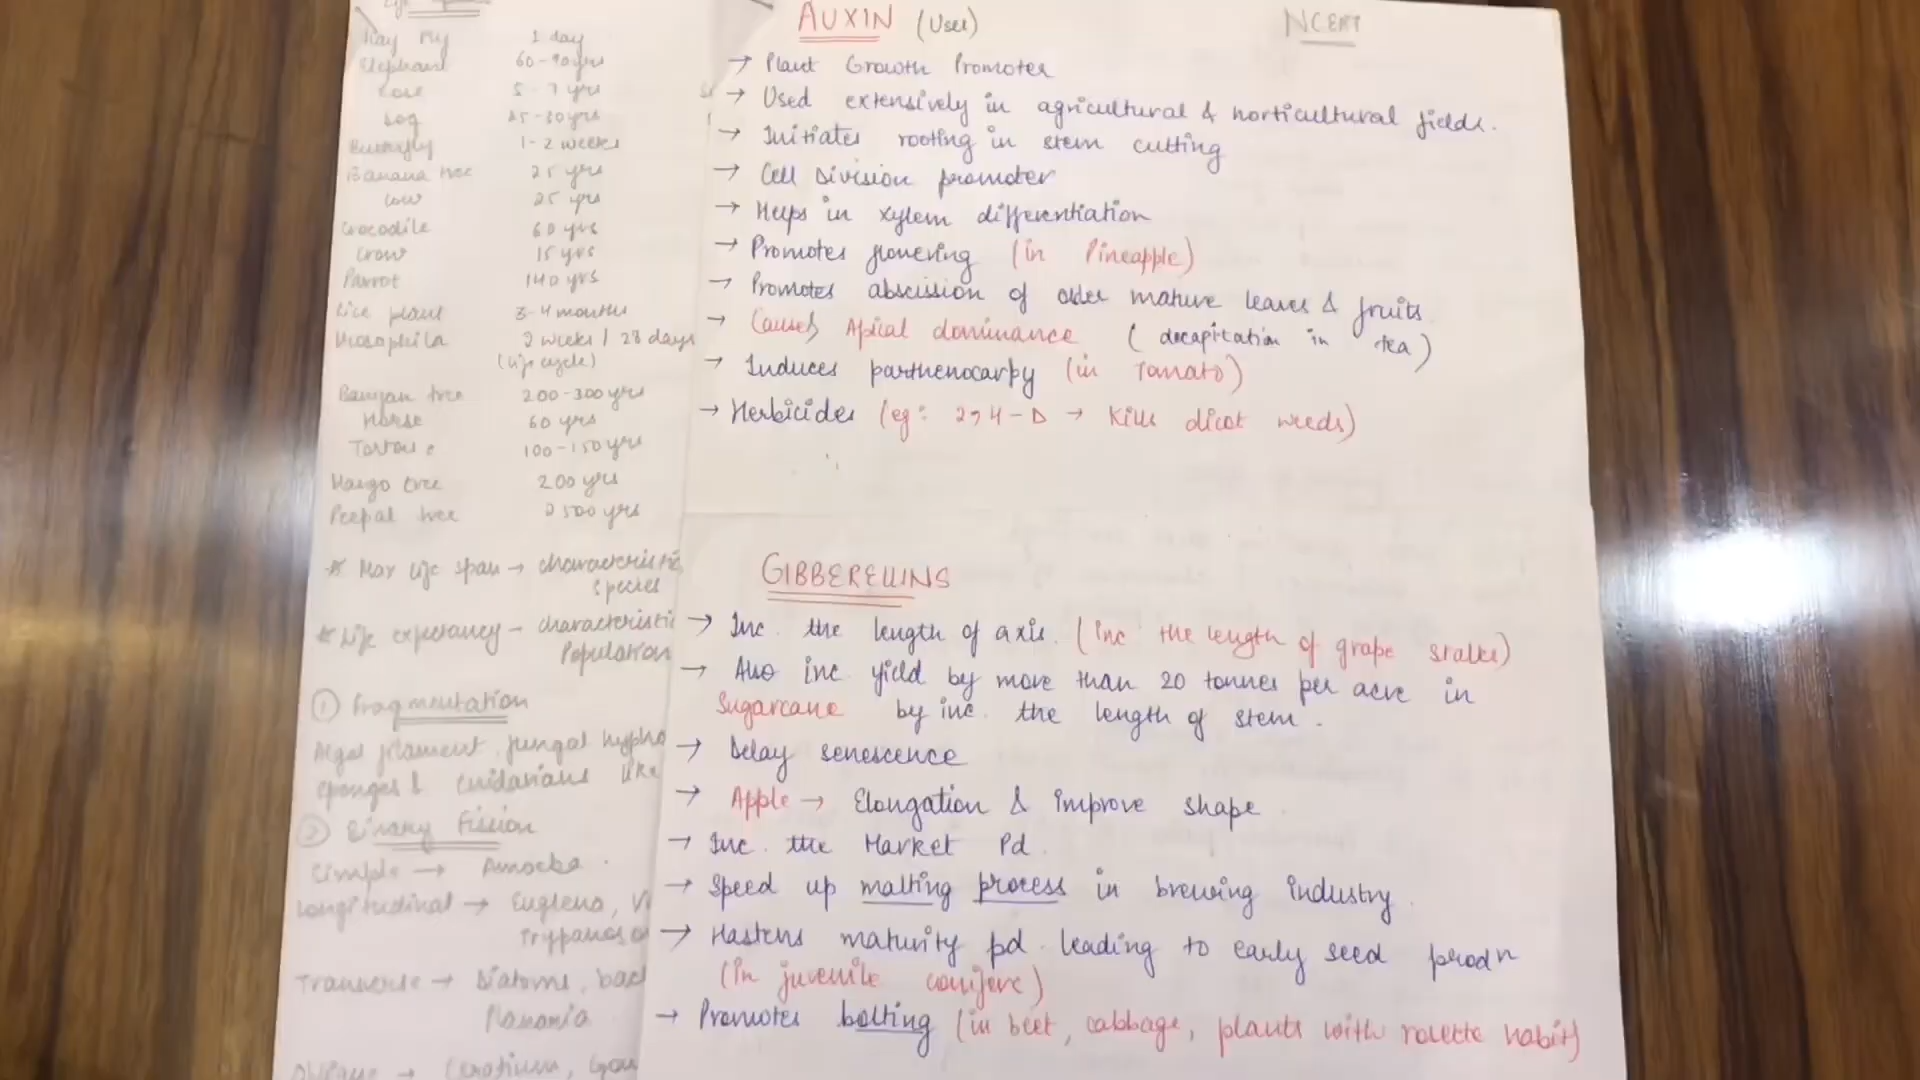 May Fly 1 day
Elephant 60-90yrs
Rose 5-7 yrs
Dog 25-30yrs
Butterfly 1-2 weeks
Banana tree 25 yrs
Cow 25 yrs
Crocodile 60 yrs
Crow 15 yrs
Parrot 140 yrs
Rice plant 3-4 months
Drosophila 2 weeks / 28 days
(life cycle)
Banyan tree 200-300 yrs
Horse 60 yrs
Tortoise 100-150 yrs
Mango tree 200 yrs
Peepal tree 2500 yrs
* Max life span → characteristic
species
* Life expectancy - characteristic
Population
① Fragmentation
Algal filament, fungal hypha
sponges & cnidarians like
② Binary Fission
Simple → Amoeba
Longitudinal → Euglena, V
Trypanoso
Transverse → Diatoms, bac
Planaria
→ Ceratium, Gon
AUXIN (Uses)
NCERT
→ Plant Growth Promoter
→ Used extensively in agricultural & horticultural fields.
→ Initiates rooting in stem cutting
→ Cell Division promoter
→ Helps in xylem differentiation
→ Promotes flowering (in Pineapple)
→ Promotes abscission of older mature leaves & fruits
→ Causes Apical dominance (decapitation in tea)
→ Induces parthenocarpy (in Tomato)
→ Herbicides (eg: 2,4-D → Kills dicot weeds)
GIBBERELLINS
→ Inc. the length of axis. (Inc the length of grape stalks)
→ Also inc. yield by more than 20 tonnes per acre in
Sugarcane by inc. the length of stem.
→ Delay senescence
→ Apple → Elongation & improve shape
→ Inc. the Market Pd.
→ Speed up malting process in brewing industry.
→ Hastens maturity pd. leading to early seed prodn
(in juvenile conifers)
→ Promotes bolting (in beet, cabbage, plants with rosette habit)